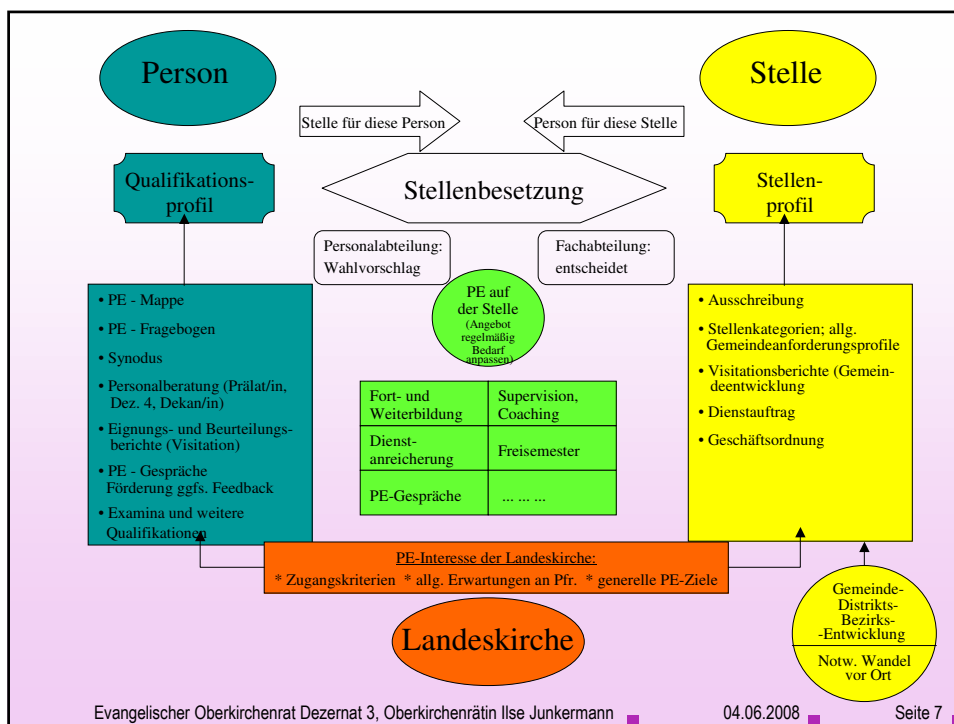 Person
Stelle
Stelle für diese Person
Person für diese Stelle
Qualifikations-
profil
Stellenbesetzung
Stellen-
profil
Personalabteilung:
Wahlvorschlag
Fachabteilung:
entscheidet
PE auf
der Stelle
(Angebot
regelmäßig
Bedarf
anpassen)
• PE - Mappe
• PE - Fragebogen
• Synodus
• Personalberatung (Prälat/in,
Dez. 4, Dekan/in)
• Eignungs- und Beurteilungs-
berichte (Visitation)
• PE - Gespräche
Förderung ggfs. Feedback
• Examina und weitere
Qualifikationen
Fort- und
Weiterbildung
Supervision,
Coaching
Dienst-
anreicherung
Freisemester
PE-Gespräche
... ... ...
• Ausschreibung
• Stellenkategorien; allg.
Gemeindeanforderungsprofile
• Visitationsberichte (Gemein-
deentwicklung
• Dienstauftrag
• Geschäftsordnung
PE-Interesse der Landeskirche:
* Zugangskriterien * allg. Erwartungen an Pfr. * generelle PE-Ziele
Landeskirche
Gemeinde-
Distrikts-
Bezirks-
-Entwicklung
Notw. Wandel
vor Ort
Evangelischer Oberkirchenrat Dezernat 3, Oberkirchenrätin Ilse Junkermann 04.06.2008 Seite 7